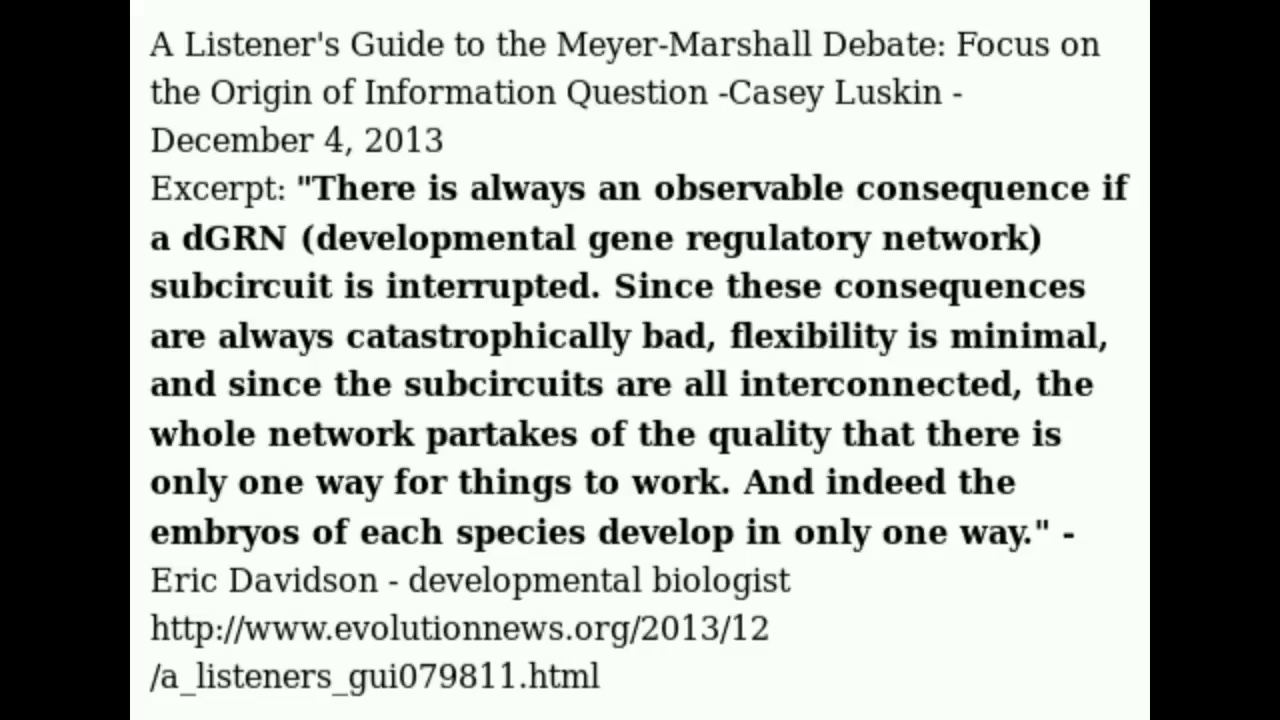 A Listener's Guide to the Meyer-Marshall Debate: Focus on
the Origin of Information Question -Casey Luskin -
December 4, 2013
Excerpt: "There is always an observable consequence if
a dGRN (developmental gene regulatory network)
subcircuit is interrupted. Since these consequences
are always catastrophically bad, flexibility is minimal,
and since the subcircuits are all interconnected, the
whole network partakes of the quality that there is
only one way for things to work. And indeed the
embryos of each species develop in only one way." -
Eric Davidson - developmental biologist
http://www.evolutionnews.org/2013/12
/a_listeners_gui079811.html